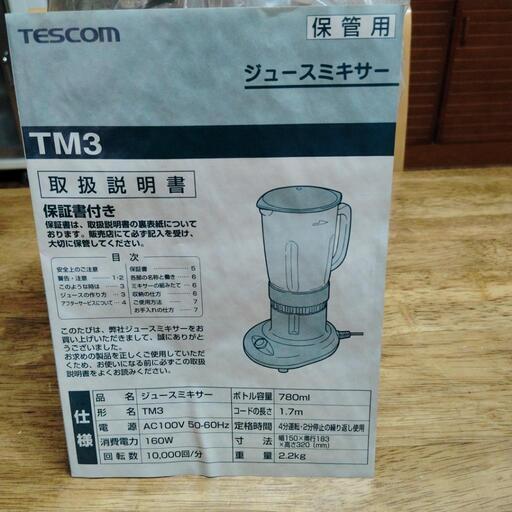 TESCOM
保管用
ジュースミキサー
TM3
取扱説明書
保証書付き
保証書は、取扱説明書の裏表紙について
おります。販売店にて必ず記入を受け、
大切に保管してください。
目次
安全上のご注意
警告・注意 1・2
このような時は 3
ジュースの作り方 3
アフターサービスについて 4
保証書 5
各部の名称と働き 6
ミキサーの組みたて 6
収納の仕方 6
ご使用方法 7
お手入れの仕方 7
このたびは、弊社ジュースミキサーをお
買い上げいただきまして、誠にありがと
うございました。
お求めの製品を正しくご使用していただ
くため、お使いになる前に必ずこの取扱
説明書をよくお読みください。
仕様
品名 ジュースミキサー ボトル容量 780ml
形名 TM3 コードの長さ 1.7m
電源 AC100V 50-60Hz 定格時間 4分運転・2分停止の繰り返し使用
消費電力 160W 寸法 幅150×奥行183
×高さ320(mm)
回転数 10,000回/分 重量 2.2kg